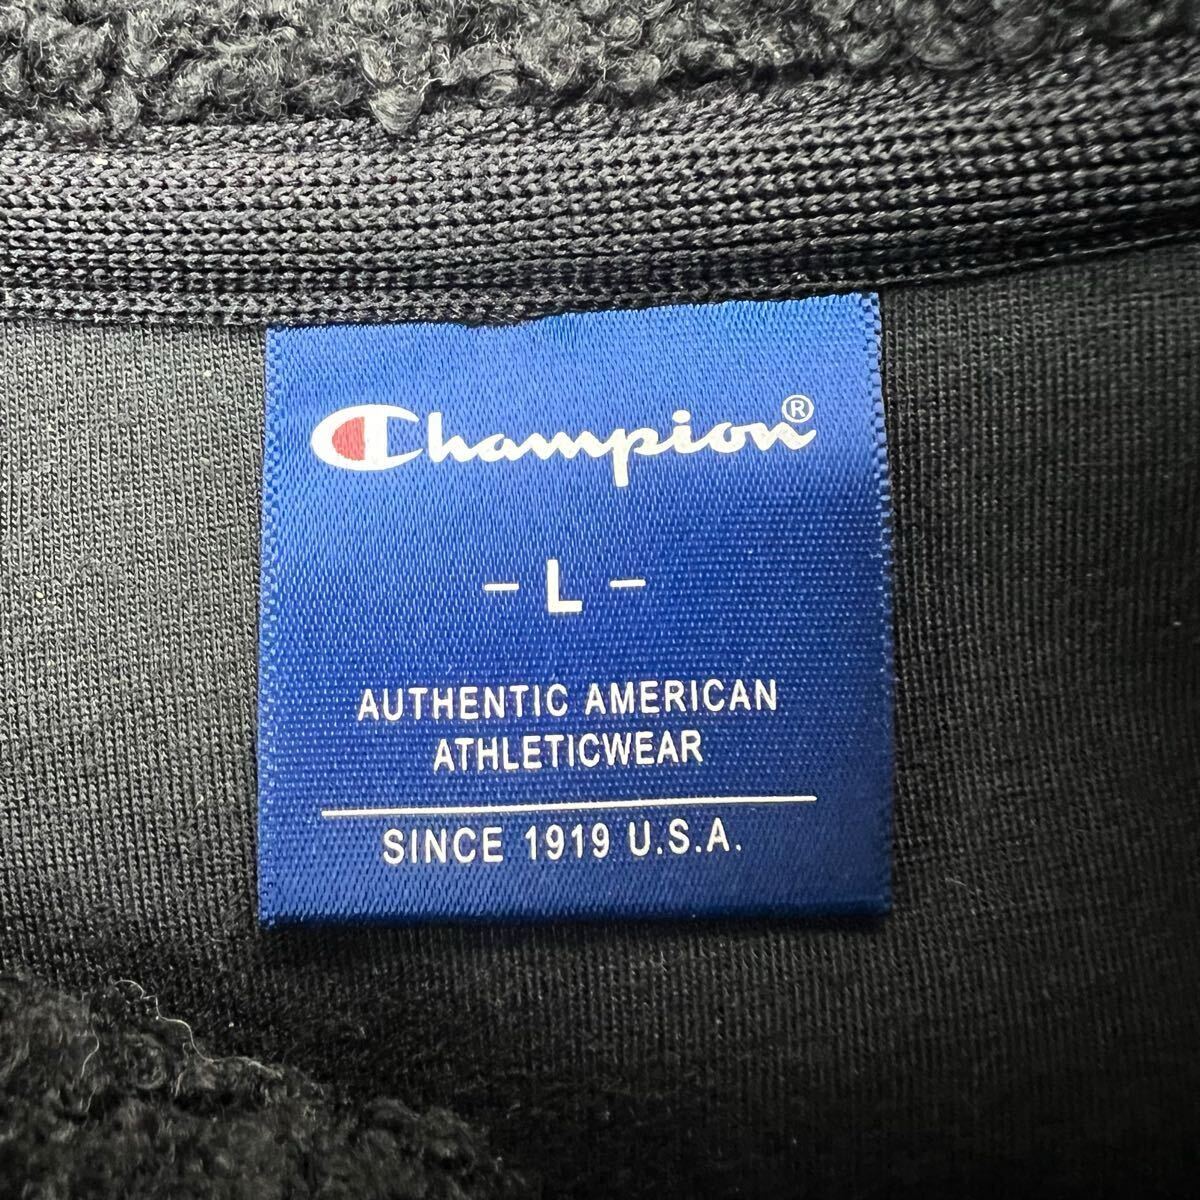 Champion®
- L -
AUTHENTIC AMERICAN
ATHLETICWEAR
SINCE 1919 U.S.A.